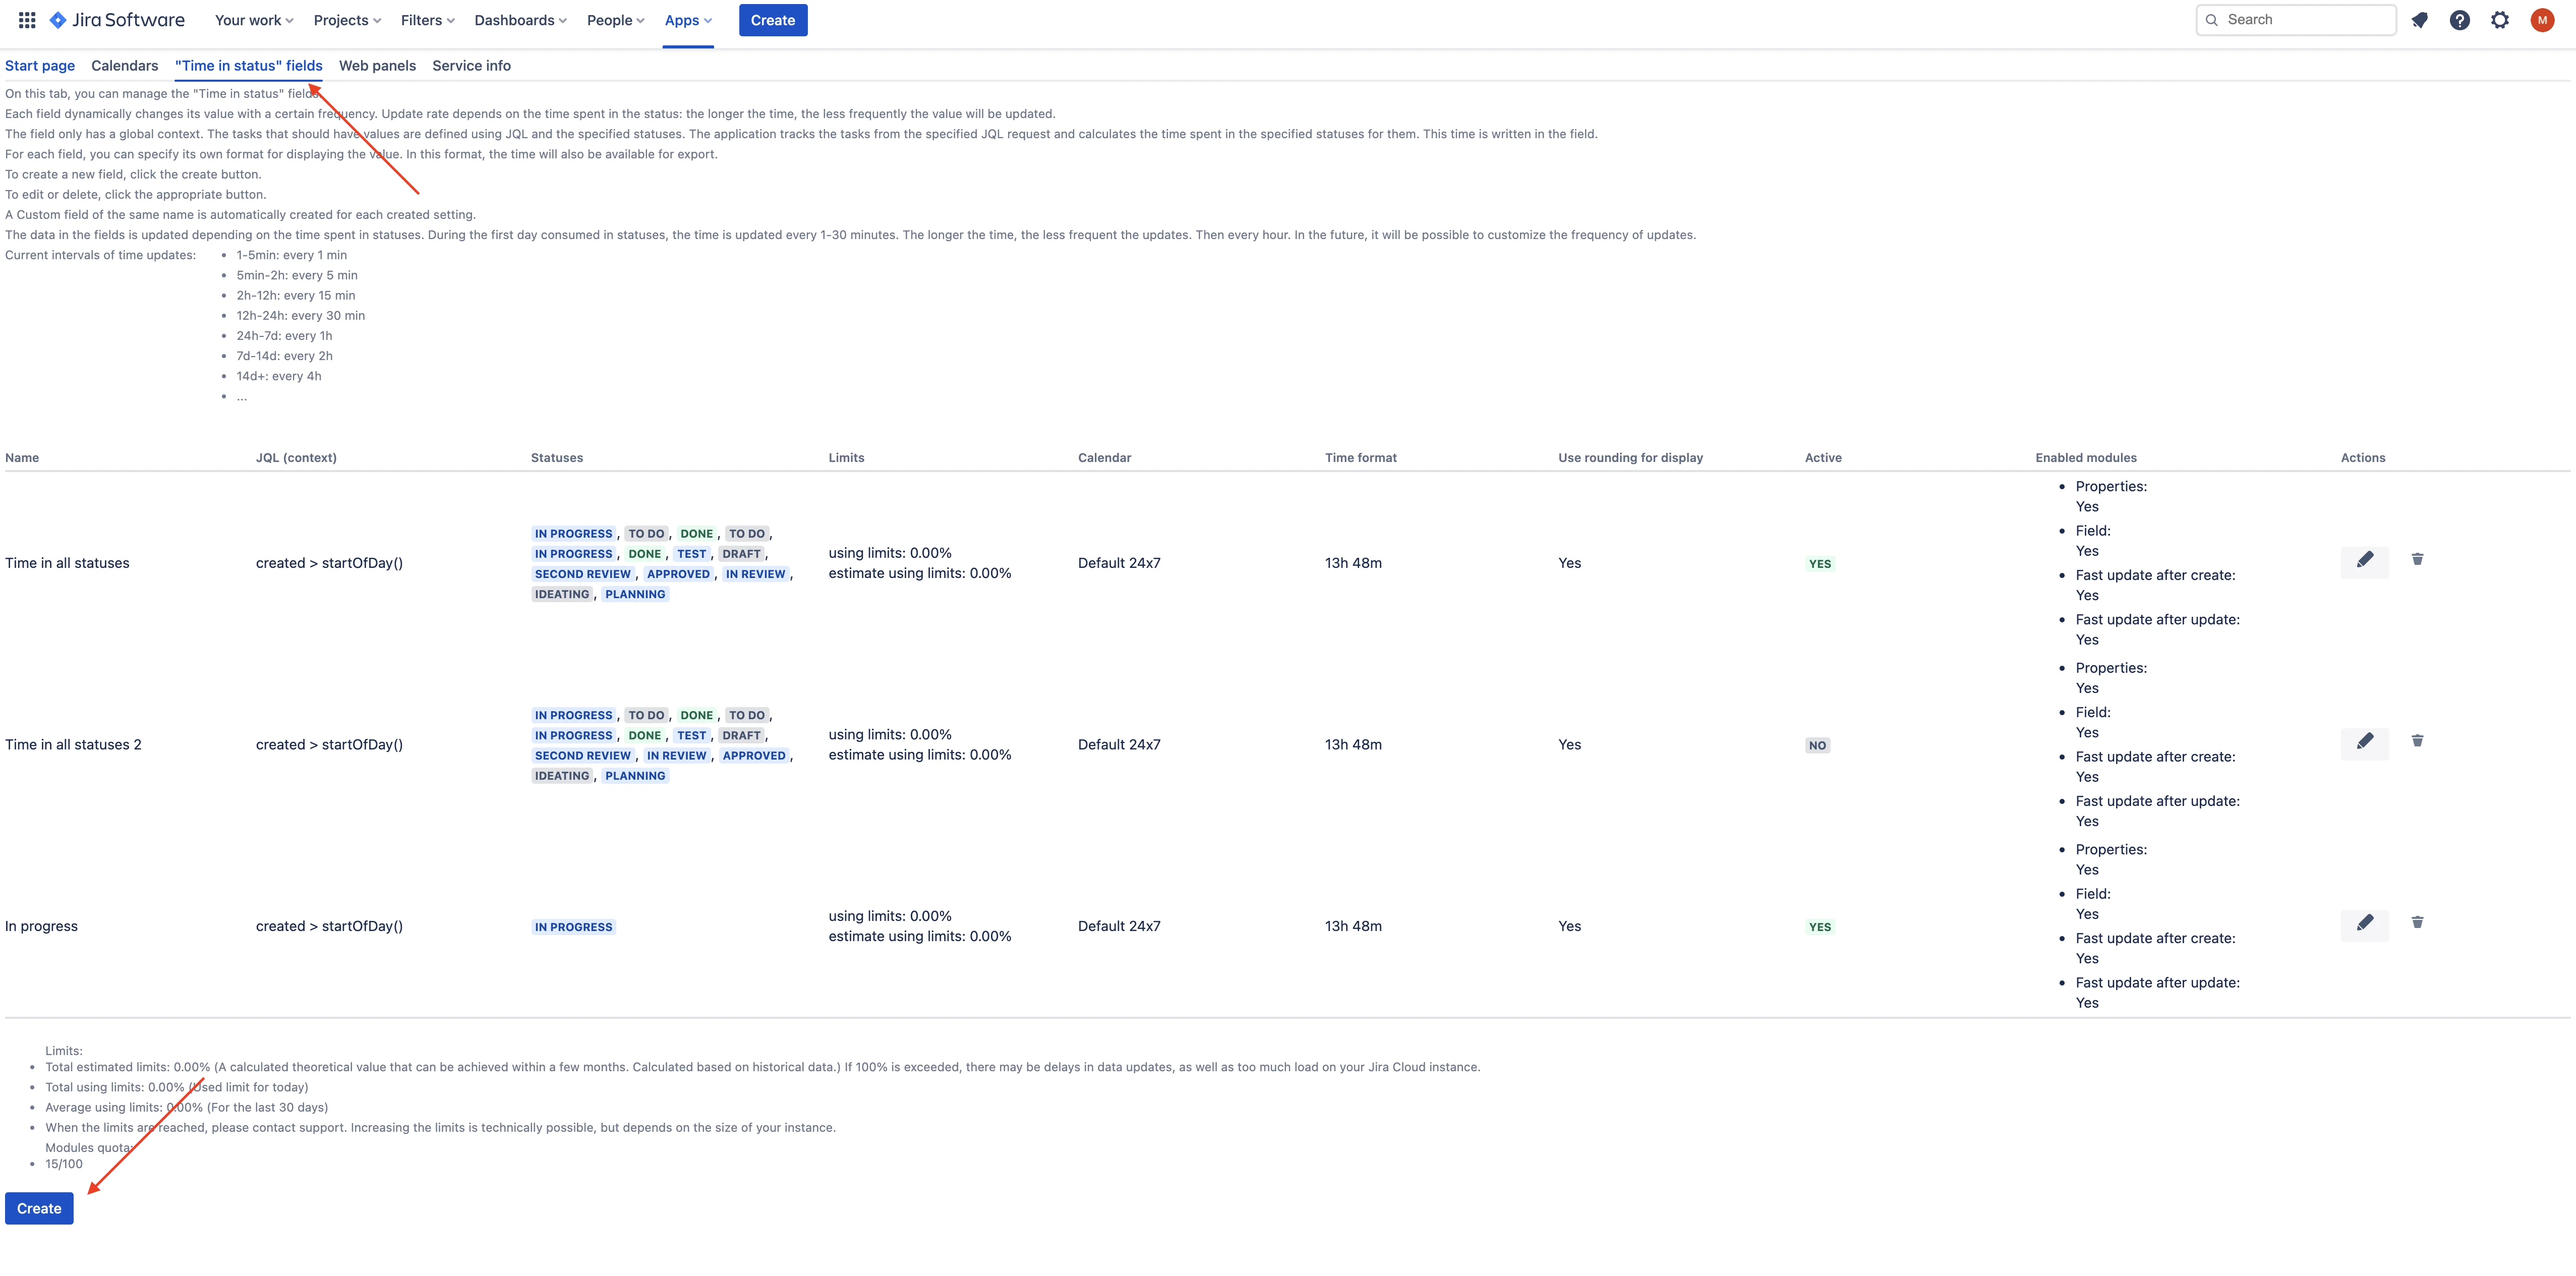 Jira Software Your work Projects Filters Dashboards People Apps Create Search M
Start page Calendars "Time in status" fields Web panels Service info
On this tab, you can manage the "Time in status" fields.
Each field dynamically changes its value with a certain frequency. Update rate depends on the time spent in the status: the longer the time, the less frequently the value will be updated.
The field only has a global context. The tasks that should have values are defined using JQL and the specified statuses. The application tracks the tasks from the specified JQL request and calculates the time spent in the specified statuses for them. This time is written in the field.
For each field, you can specify its own format for displaying the value. In this format, the time will also be available for export.
To create a new field, click the create button.
To edit or delete, click the appropriate button.
A Custom field of the same name is automatically created for each created setting.
The data in the fields is updated depending on the time spent in statuses. During the first day consumed in statuses, the time is updated every 1-30 minutes. The longer the time, the less frequent the updates. Then every hour. In the future, it will be possible to customize the frequency of updates.
Current intervals of time updates: • 1-5min: every 1 min
• 5min-2h: every 5 min
• 2h-12h: every 15 min
• 12h-24h: every 30 min
• 24h-7d: every 1h
• 7d-14d: every 2h
• 14d+: every 4h
• ...
Name JQL (context) Statuses Limits Calendar Time format Use rounding for display Active Enabled modules Actions
Time in all statuses
created > startOfDay()
IN PROGRESS , TO DO , DONE , TO DO ,
IN PROGRESS , DONE , TEST , DRAFT ,
SECOND REVIEW , APPROVED , IN REVIEW ,
IDEATING , PLANNING
using limits: 0.00%
estimate using limits: 0.00%
Default 24x7
13h 48m
Yes
YES
• Properties:
Yes
• Field:
Yes
• Fast update after create:
Yes
• Fast update after update:
Yes
Time in all statuses 2
created > startOfDay()
IN PROGRESS , TO DO , DONE , TO DO ,
IN PROGRESS , DONE , TEST , DRAFT ,
SECOND REVIEW , IN REVIEW , APPROVED ,
IDEATING , PLANNING
using limits: 0.00%
estimate using limits: 0.00%
Default 24x7
13h 48m
Yes
NO
• Properties:
Yes
• Field:
Yes
• Fast update after create:
Yes
• Fast update after update:
Yes
In progress
created > startOfDay()
IN PROGRESS
using limits: 0.00%
estimate using limits: 0.00%
Default 24x7
13h 48m
Yes
YES
• Properties:
Yes
• Field:
Yes
• Fast update after create:
Yes
• Fast update after update:
Yes
Limits:
• Total estimated limits: 0.00% (A calculated theoretical value that can be achieved within a few months. Calculated based on historical data.) If 100% is exceeded, there may be delays in data updates, as well as too much load on your Jira Cloud instance.
• Total using limits: 0.00% (Used limit for today)
• Average using limits: 0.00% (For the last 30 days)
• When the limits are reached, please contact support. Increasing the limits is technically possible, but depends on the size of your instance.
Modules quota:
• 15/100
Create